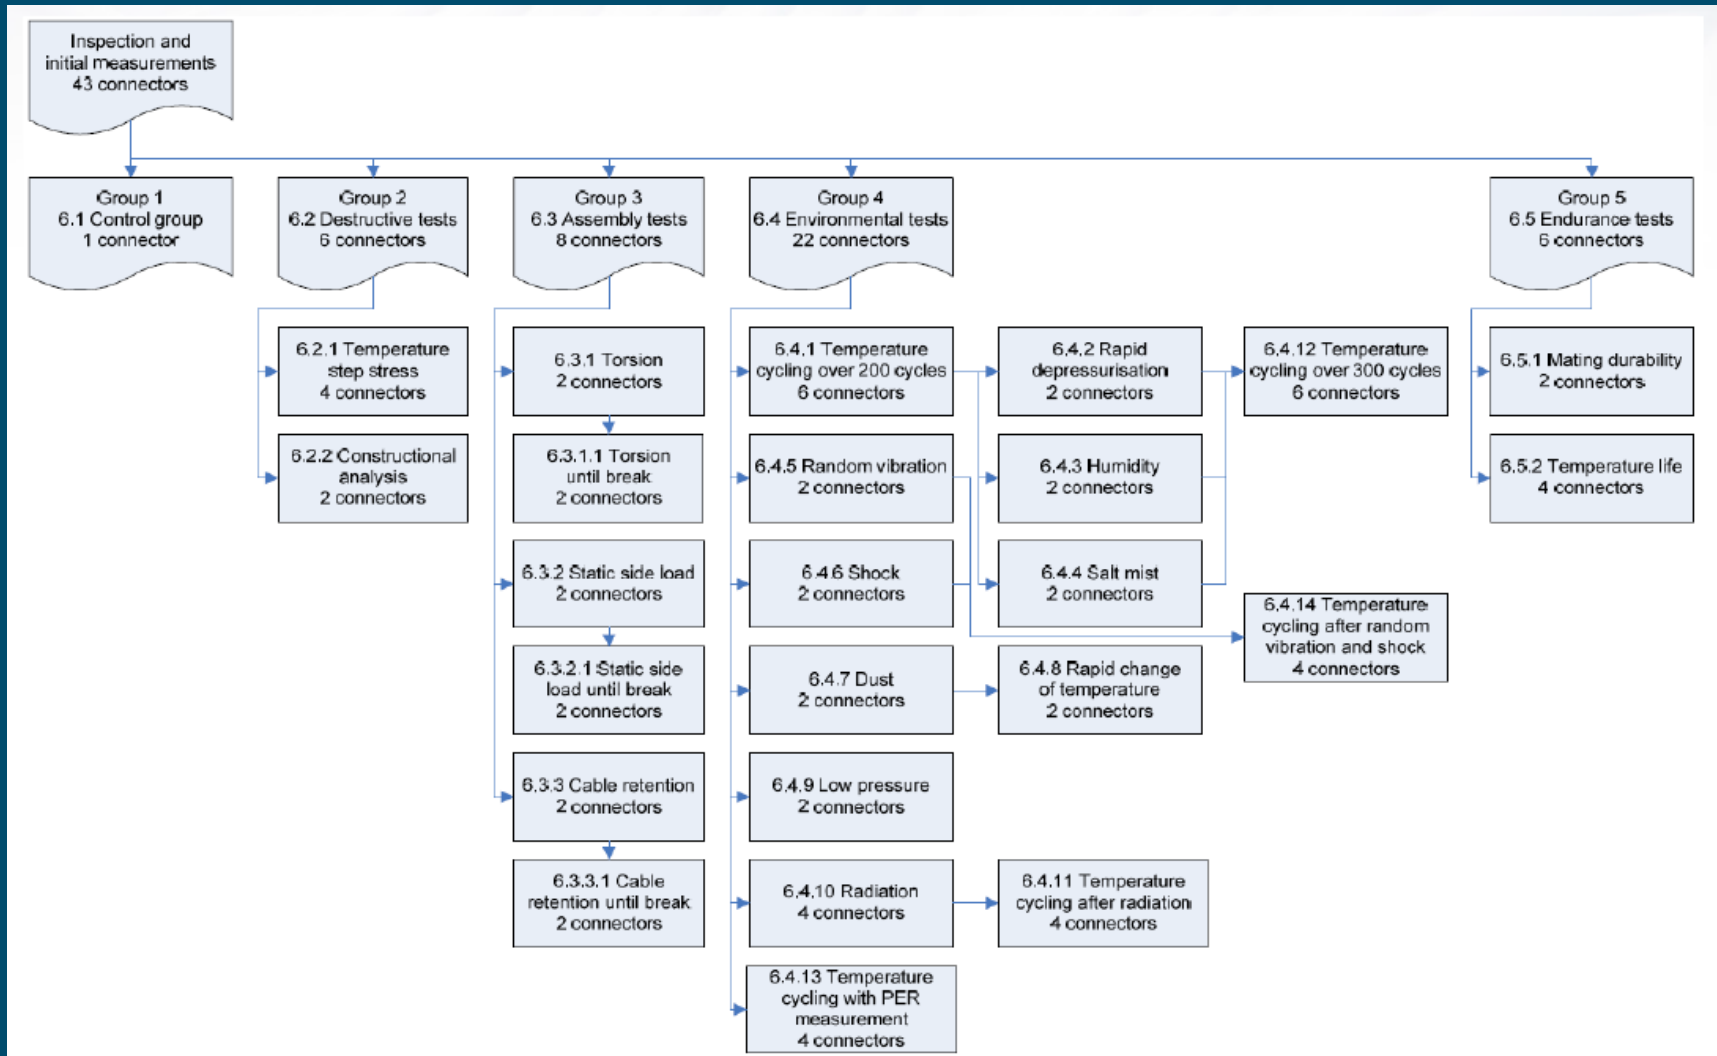 Inspection and
initial measurements
43 connectors
Group 1
6.1 Control group
1 connector
Group 2
6.2 Destructive tests
6 connectors
Group 3
6.3 Assembly tests
8 connectors
Group 4
6.4 Environmental tests
22 connectors
Group 5
6.5 Endurance tests
6 connectors
6.2.1 Temperature
step stress
4 connectors
6.2.2 Constructional
analysis
2 connectors
6.3.1 Torsion
2 connectors
6.3.1.1 Torsion
until break
2 connectors
6.3.2 Static side load
2 connectors
6.3.2.1 Static side
load until break
2 connectors
6.3.3 Cable retention
2 connectors
6.3.3.1 Cable
retention until break
2 connectors
6.4.1 Temperature
cycling over 200 cycles
6 connectors
6.4.5 Random vibration
2 connectors
6.4.6 Shock
2 connectors
6.4.7 Dust
2 connectors
6.4.9 Low pressure
2 connectors
6.4.10 Radiation
4 connectors
6.4.13 Temperature
cycling with PER
measurement
4 connectors
6.4.2 Rapid
depressurisation
2 connectors
6.4.3 Humidity
2 connectors
6.4.4 Salt mist
2 connectors
6.4.8 Rapid change
of temperature
2 connectors
6.4.11 Temperature
cycling after radiation
4 connectors
6.4.12 Temperature
cycling over 300 cycles
6 connectors
6.4.14 Temperature
cycling after random
vibration and shock
4 connectors
6.5.1 Mating durability
2 connectors
6.5.2 Temperature life
4 connectors